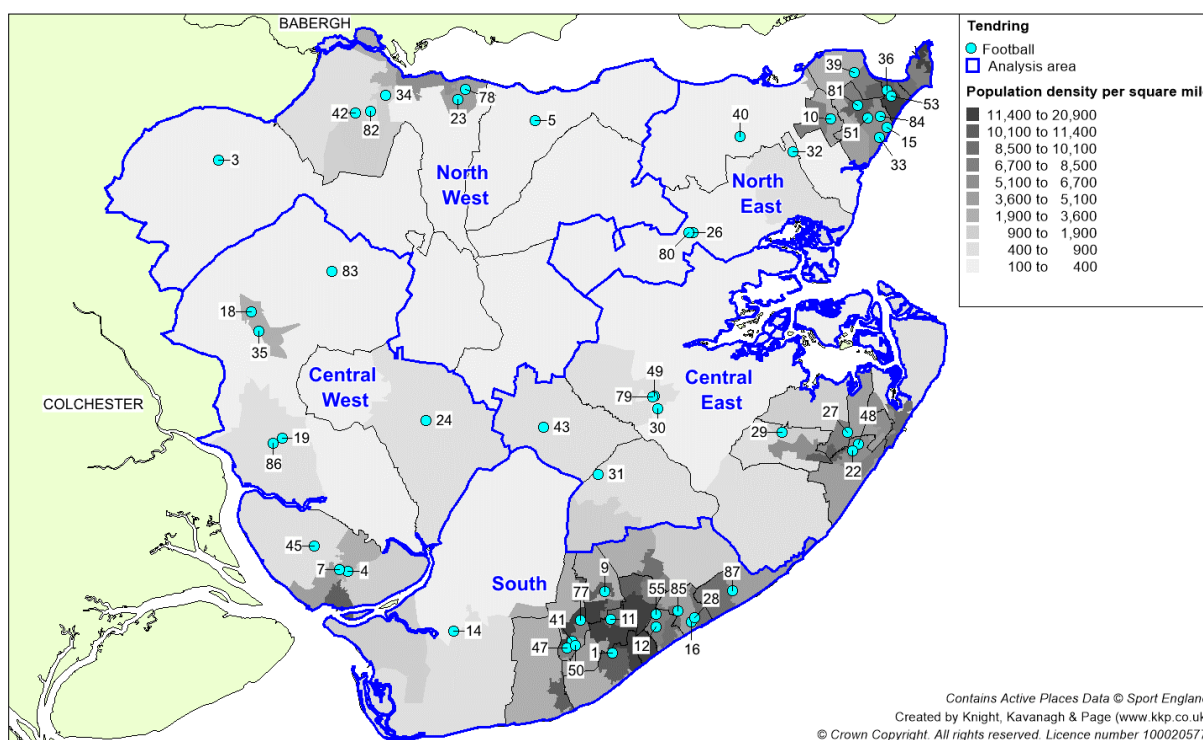 BABERGH
Tendring
Football
Analysis area
Population density per square mil
11,400 to 20,900
10,100 to 11,400
8,500 to 10,100
6,700 to 8,500
5,100 to 6,700
3,600 to 5,100
1,900 to 3,600
900 to 1,900
400 to 900
100 to 400
39
36
34
78
81
53
42
82
23
5
40
10
84
51
15
32
33
3
North
West
North
East
26
80
83
18
35
49
Central
West
Central
East
79
27
48
COLCHESTER
24
30
29
43
19
86
22
31
45
7
4
South
9
87
77
55
85
28
41
11
14
47
1
12
16
50
Contains Active Places Data © Sport England
Created by Knight, Kavanagh & Page (www.kkp.co.uk
© Crown Copyright. All rights reserved. Licence number 10002057